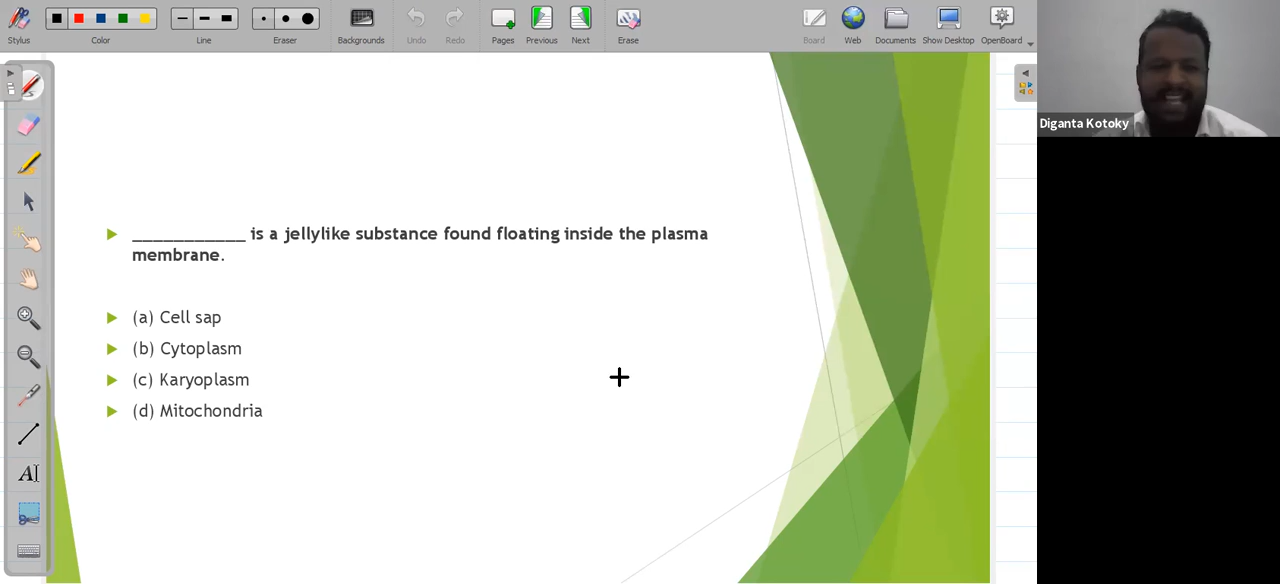 Stylus
Color
Line
Eraser
Backgrounds
Undo
Redo
Pages
Previous
Next
Erase
Board
Web
Documents
Show Desktop
OpenBoard
Diganta Kotoky
___________ is a jellylike substance found floating inside the plasma
membrane.
(a) Cell sap
(b) Cytoplasm
(c) Karyoplasm
(d) Mitochondria